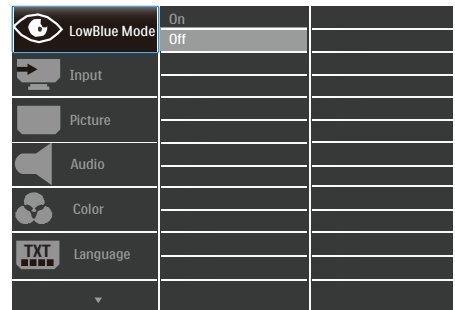 LowBlue Mode
On
Off
Input
Picture
Audio
Color
TXT
Language